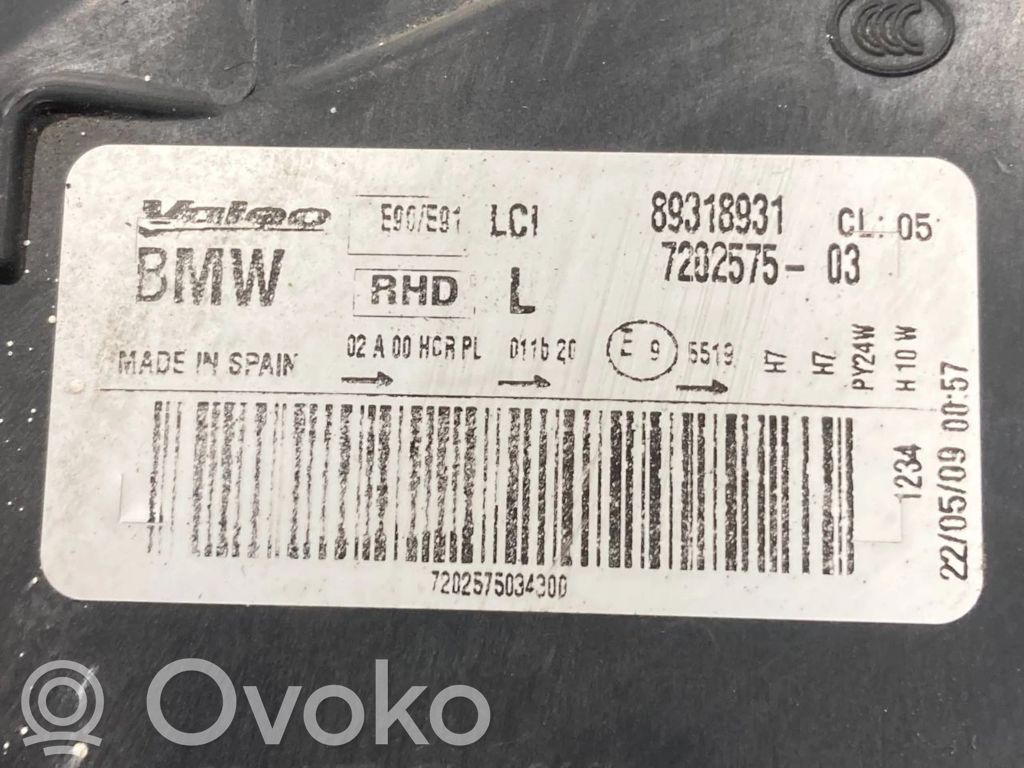 CCC
Valeo E90/E91 LCI 89318931 CL: 05
BMW RHD L 7202575- 03
MADE IN SPAIN 02 A 00 HCR PL 011b 20 E 9 5519 H7 H7 PY24W H 10 W
1234
22/05/09 00:57
7202575034300
Ovoko